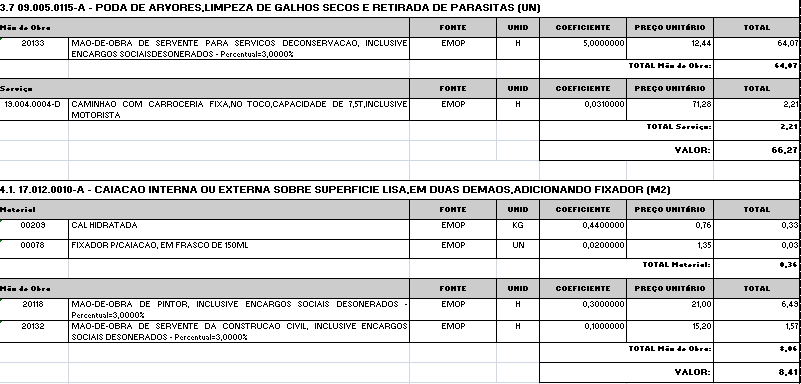 3.7 09.005.0115-A - PODA DE ARVORES,LIMPEZA DE GALHOS SECOS E RETIRADA DE PARASITAS (UN)
Mão de Obra FONTE UNID COEFICIENTE PREÇO UNITÁRIO TOTAL
20133 MAO-DE-OBRA DE SERVENTE PARA SERVICOS DECONSERVACAO, INCLUSIVE EMOP H 5,0000000 12,44 64,07
ENCARGOS SOCIAISDESONERADOS - Percentual=3,0000%
TOTAL Mão de Obra: 64,07
Serviço FONTE UNID COEFICIENTE PREÇO UNITÁRIO TOTAL
19.004.0004-D CAMINHAO COM CARROCERIA FIXA,NO TOCO,CAPACIDADE DE 7,5T,INCLUSIVE EMOP H 0,0310000 71,28 2,21
MOTORISTA
TOTAL Serviço: 2,21
VALOR: 66,27
4.1. 17.012.0010-A - CAIACAO INTERNA OU EXTERNA SOBRE SUPERFICIE LISA,EM DUAS DEMAOS,ADICIONANDO FIXADOR (M2)
Material FONTE UNID COEFICIENTE PREÇO UNITÁRIO TOTAL
00209 CAL HIDRATADA EMOP KG 0,4400000 0,76 0,33
00078 FIXADOR P/CAIACAO, EM FRASCO DE 150ML EMOP UN 0,0200000 1,35 0,03
TOTAL Material: 0,36
Mão de Obra FONTE UNID COEFICIENTE PREÇO UNITÁRIO TOTAL
20118 MAO-DE-OBRA DE PINTOR, INCLUSIVE ENCARGOS SOCIAIS DESONERADOS - EMOP H 0,3000000 21,00 6,49
Percentual=3,0000%
20132 MAO-DE-OBRA DE SERVENTE DA CONSTRUCAO CIVIL, INCLUSIVE ENCARGOS EMOP H 0,1000000 15,20 1,57
SOCIAIS DESONERADOS - Percentual=3,0000%
TOTAL Mão de Obra: 8,06
VALOR: 8,41